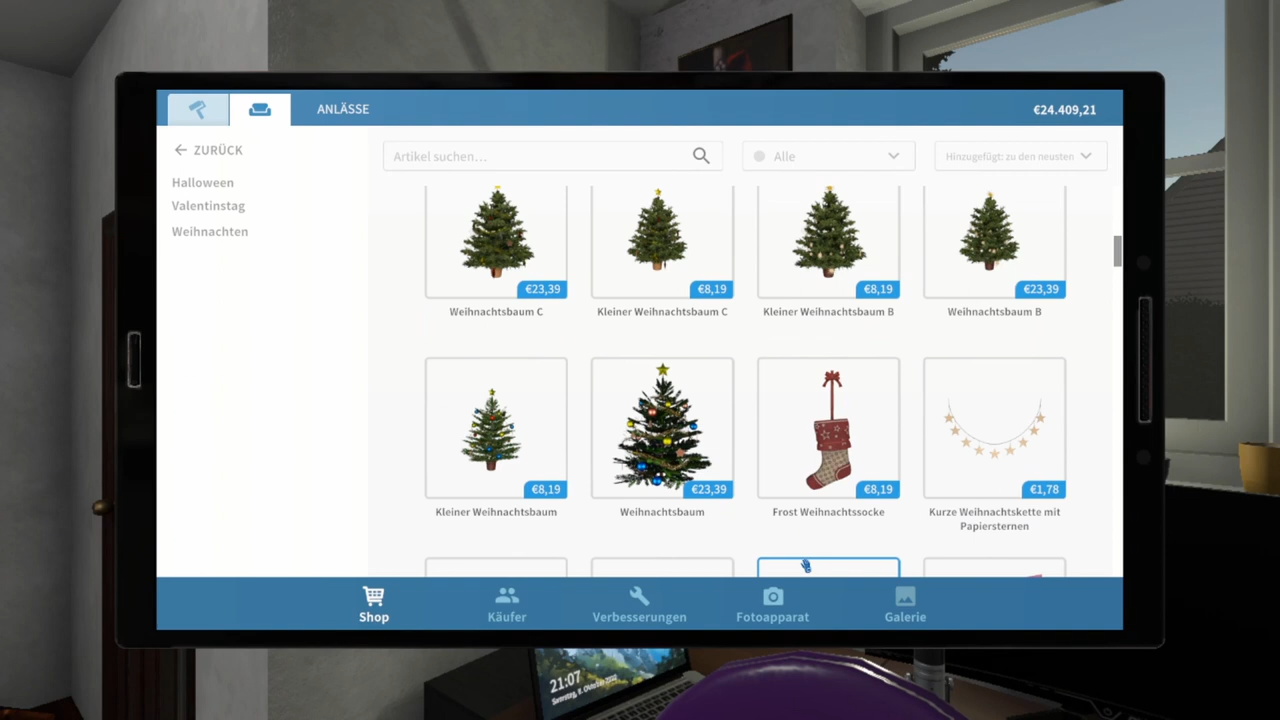 ANLÄSSE
€24.409,21
ZURÜCK
Halloween
Valentinstag
Weihnachten
Artikel suchen...
Alle
Hinzugefügt: zu den neusten
€23,39
€8,19
€8,19
€23,39
Weihnachtsbaum C
Kleiner Weihnachtsbaum C
Kleiner Weihnachtsbaum B
Weihnachtsbaum B
€8,19
€23,39
€8,19
€1,78
Kleiner Weihnachtsbaum
Weihnachtsbaum
Frost Weihnachtssocke
Kurze Weihnachtskette mit
Papiersternen
Shop
Käufer
Verbesserungen
Fotoapparat
Galerie
21:07